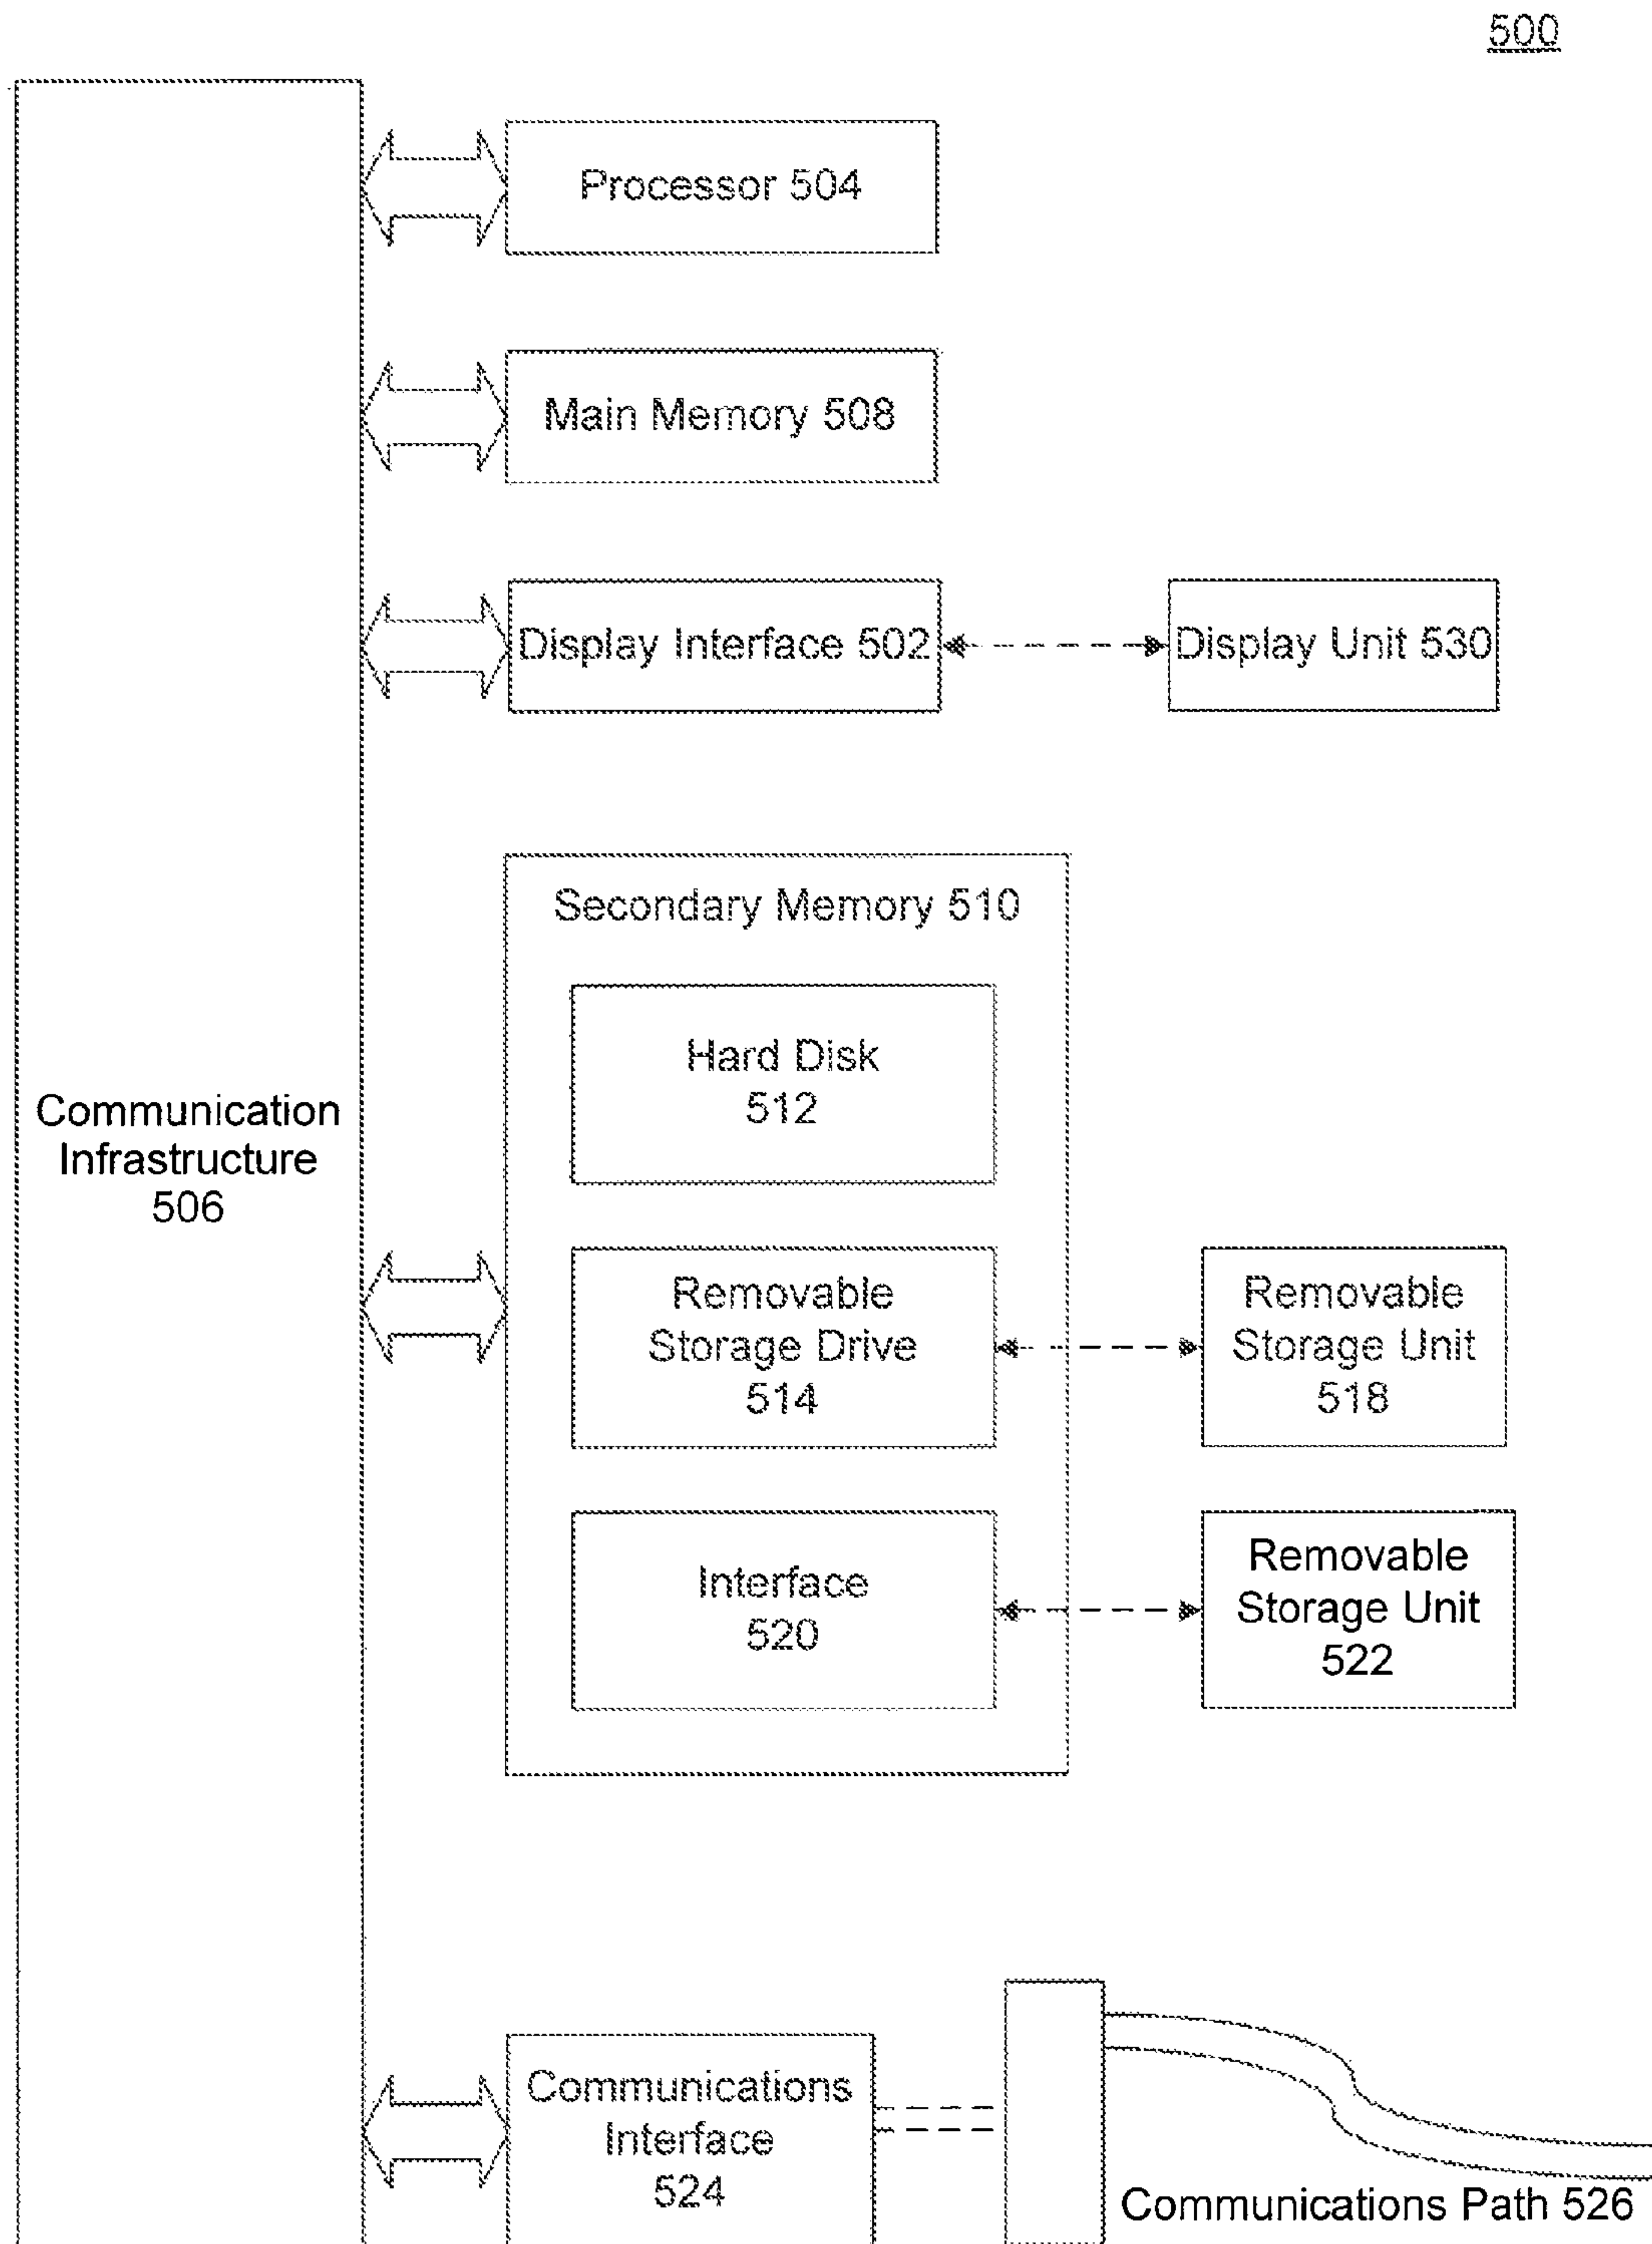 500
Processor 504
Main Memory 508
Display Interface 502
Display Unit 530
Secondary Memory 510
Hard Disk
512
Communication
Infrastructure
506
Removable
Storage Drive
514
Removable
Storage Unit
518
Interface
520
Removable
Storage Unit
522
Communications
Interface
524
Communications Path 526